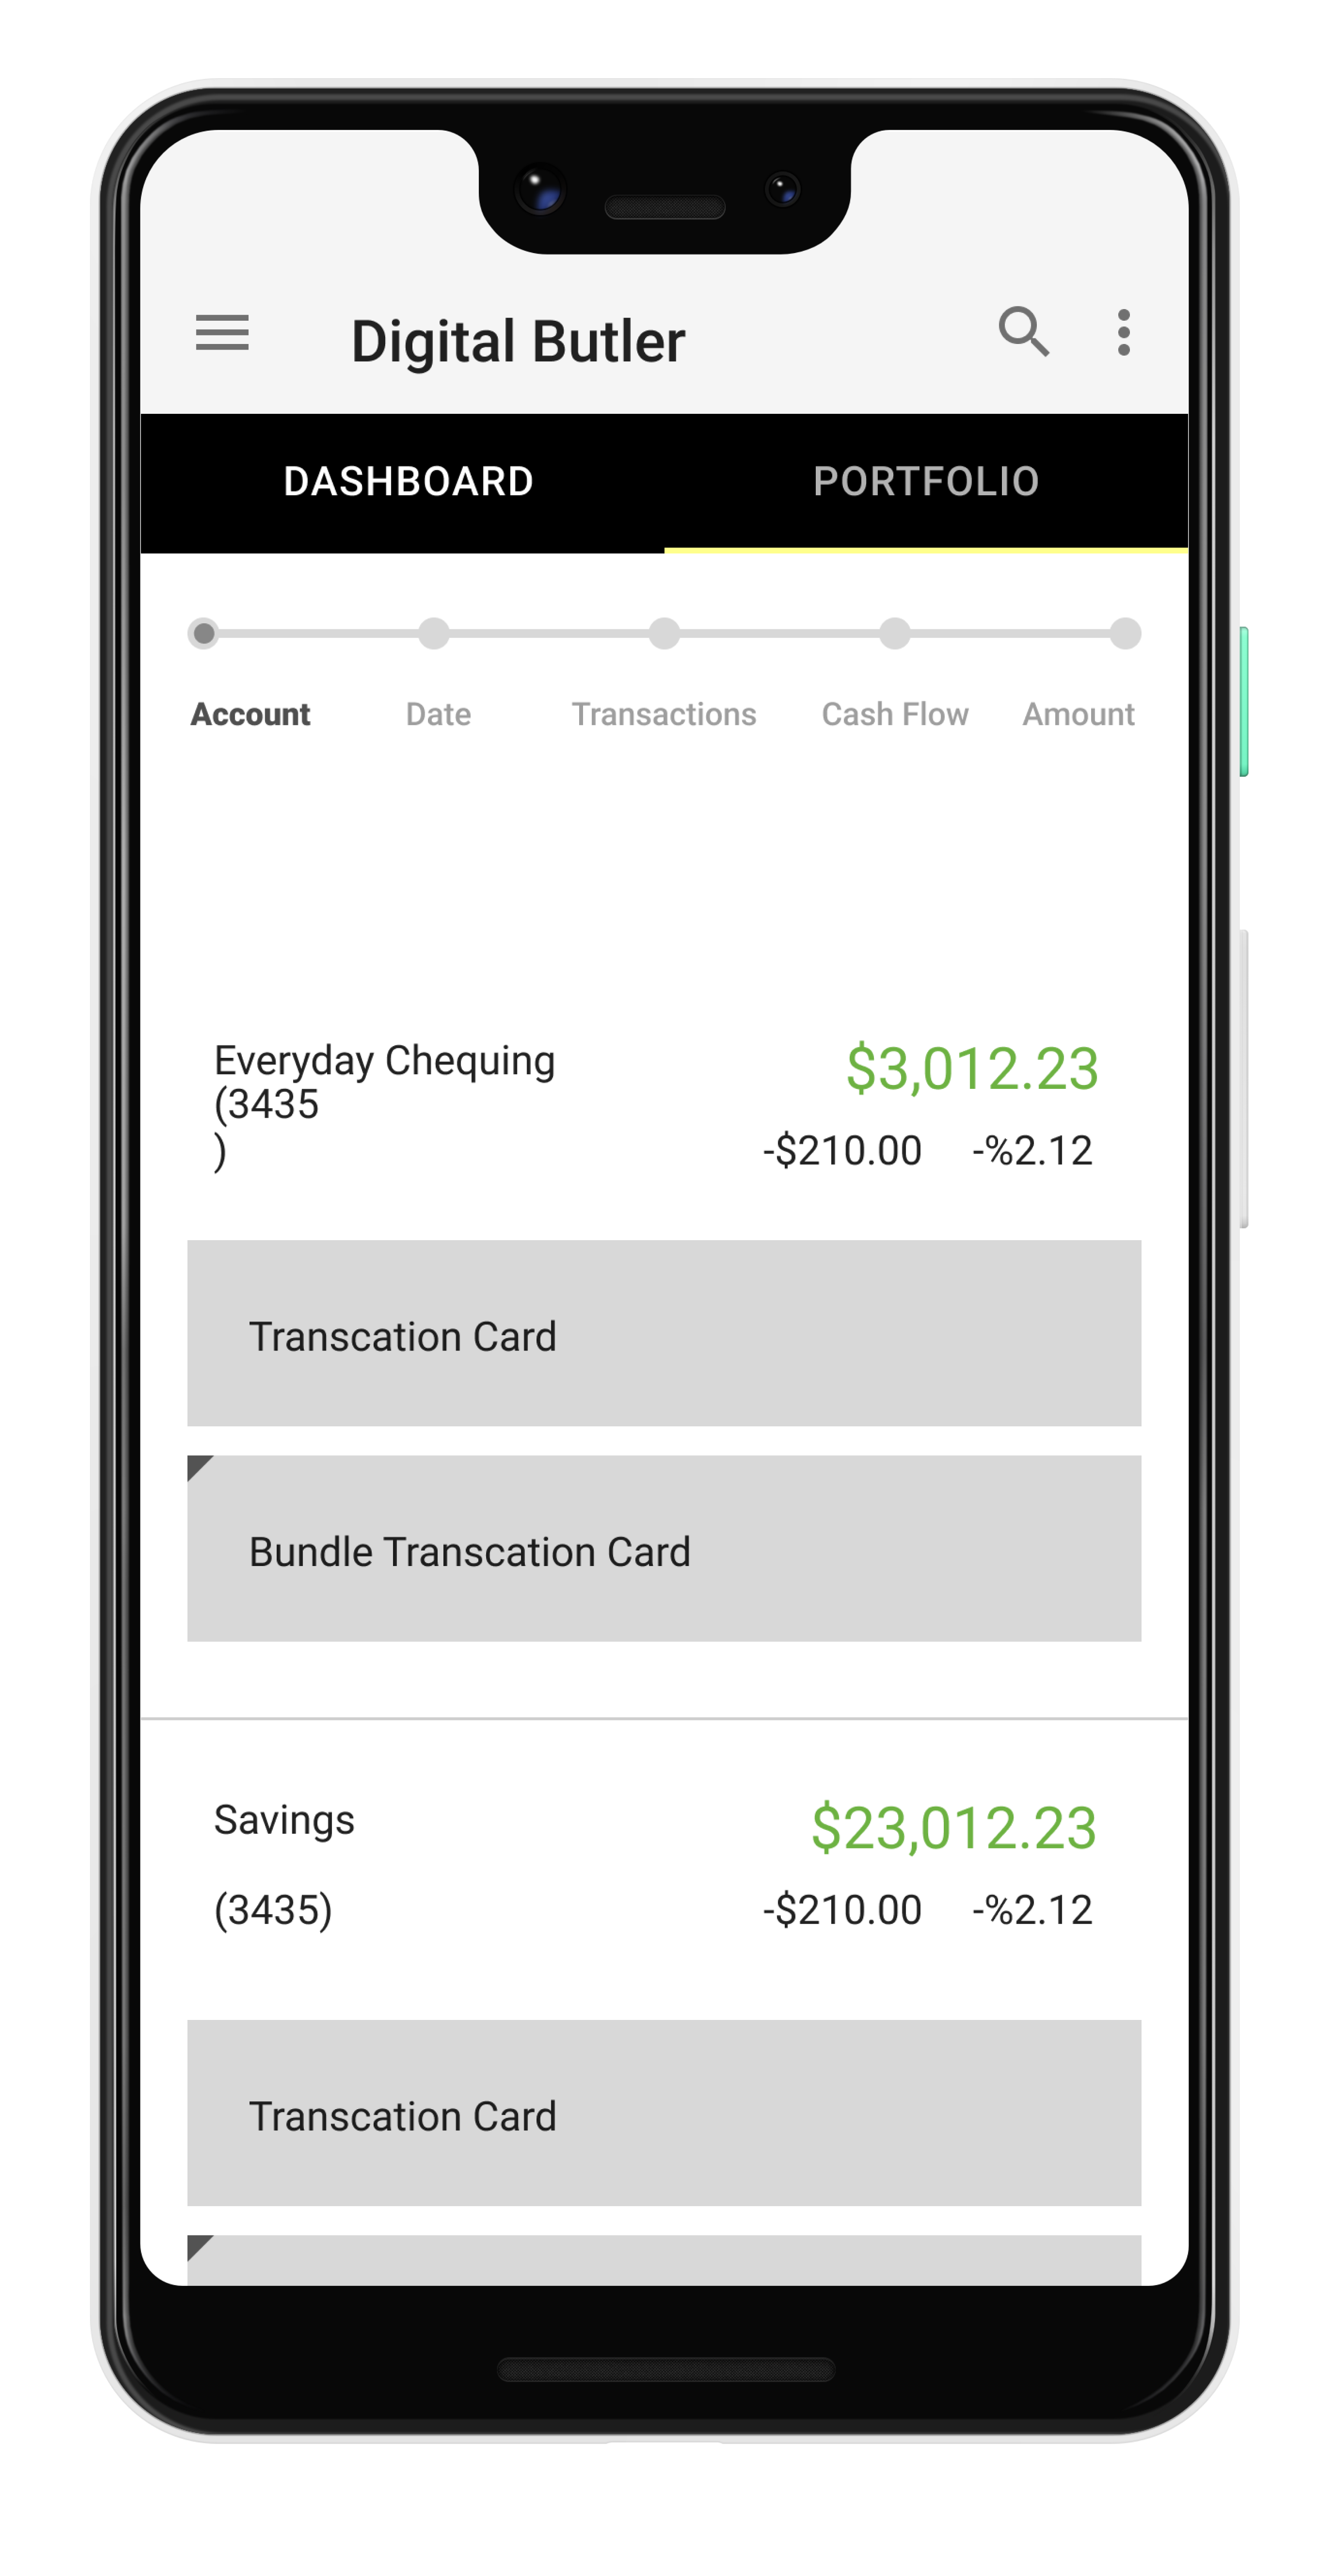 Digital Butler
DASHBOARD PORTFOLIO
Account Date Transactions Cash Flow Amount
Everyday Chequing $3,012.23
(3435
) -$210.00 -%2.12
Transcation Card
Bundle Transcation Card
Savings $23,012.23
(3435) -$210.00 -%2.12
Transcation Card